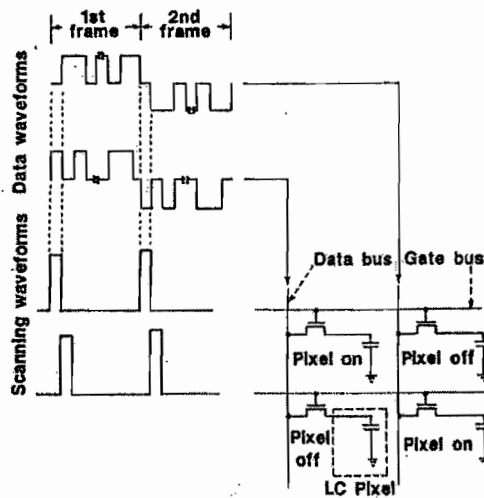 1st frame
2nd frame
Data waveforms
Scanning waveforms
Data bus
Gate bus
Pixel on
Pixel off
Pixel off
Pixel on
LC Pixel